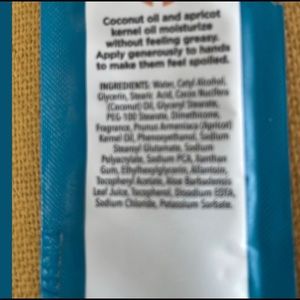 Coconut oil and apricot
kernel oil moisturize
without feeling greasy.
Apply generously to hands
to make them feel spoiled.
INGREDIENTS: Water, Cetyl Alcohol,
Glycerin, Stearic Acid, Cocos Nucifera
(Coconut) Oil, Glyceryl Stearate,
PEG-100 Stearate, Dimethicone,
Fragrance, Prunus Armeniaca (Apricot)
Kernel Oil, Phenoxyethanol, Sodium
Stearoyl Glutamate, Sodium
Polyacrylate, Sodium PCA, Xanthan
Gum, Ethylhexylglycerin, Allantoin,
Tocopheryl Acetate, Aloe Barbadensis
Leaf Juice, Tocopherol, Disodium EDTA,
Sodium Chloride, Potassium Sorbate.